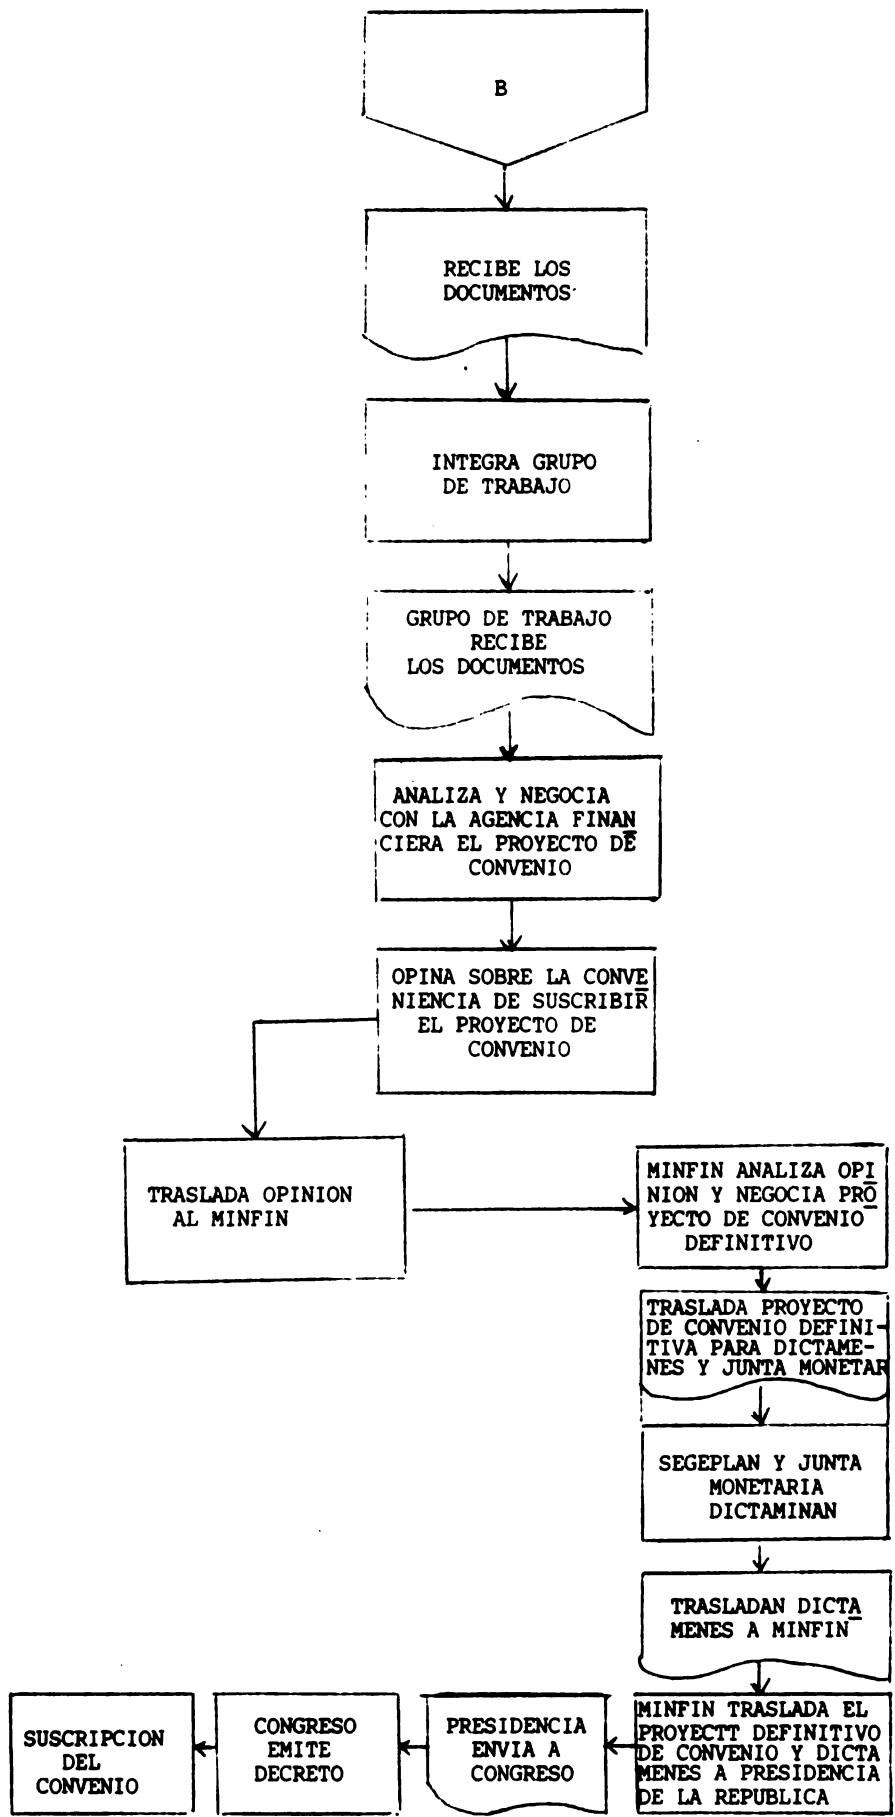 B
RECIBE LOS
DOCUMENTOS
INTEGRA GRUPO
DE TRABAJO
GRUPO DE TRABAJO
RECIBE
LOS DOCUMENTOS
ANALIZA Y NEGOCIA
CON LA AGENCIA FINAN
CIERA EL PROYECTO DE
CONVENIO
OPINA SOBRE LA CONVE
NIENCIA DE SUSCRIBIR
EL PROYECTO DE
CONVENIO
TRASLADA OPINION
AL MINFIN
MINFIN ANALIZA OPI
NION Y NEGOCIA PRO
YECTO DE CONVENIO
DEFINITIVO
TRASLADA PROYECTO
DE CONVENIO DEFINI-
TIVA PARA DICTAME-
NES Y JUNTA MONETAR
SEGEPLAN Y JUNTA
MONETARIA
DICTAMINAN
TRASLADAN DICTA
MENES A MINFIN
MINFIN TRASLADA EL
PROYECTT DEFINITIVO
DE CONVENIO Y DICTA
MENES A PRESIDENCIA
DE LA REPUBLICA
PRESIDENCIA
ENVIA A
CONGRESO
CONGRESO
EMITE
DECRETO
SUSCRIPCION
DEL
CONVENIO